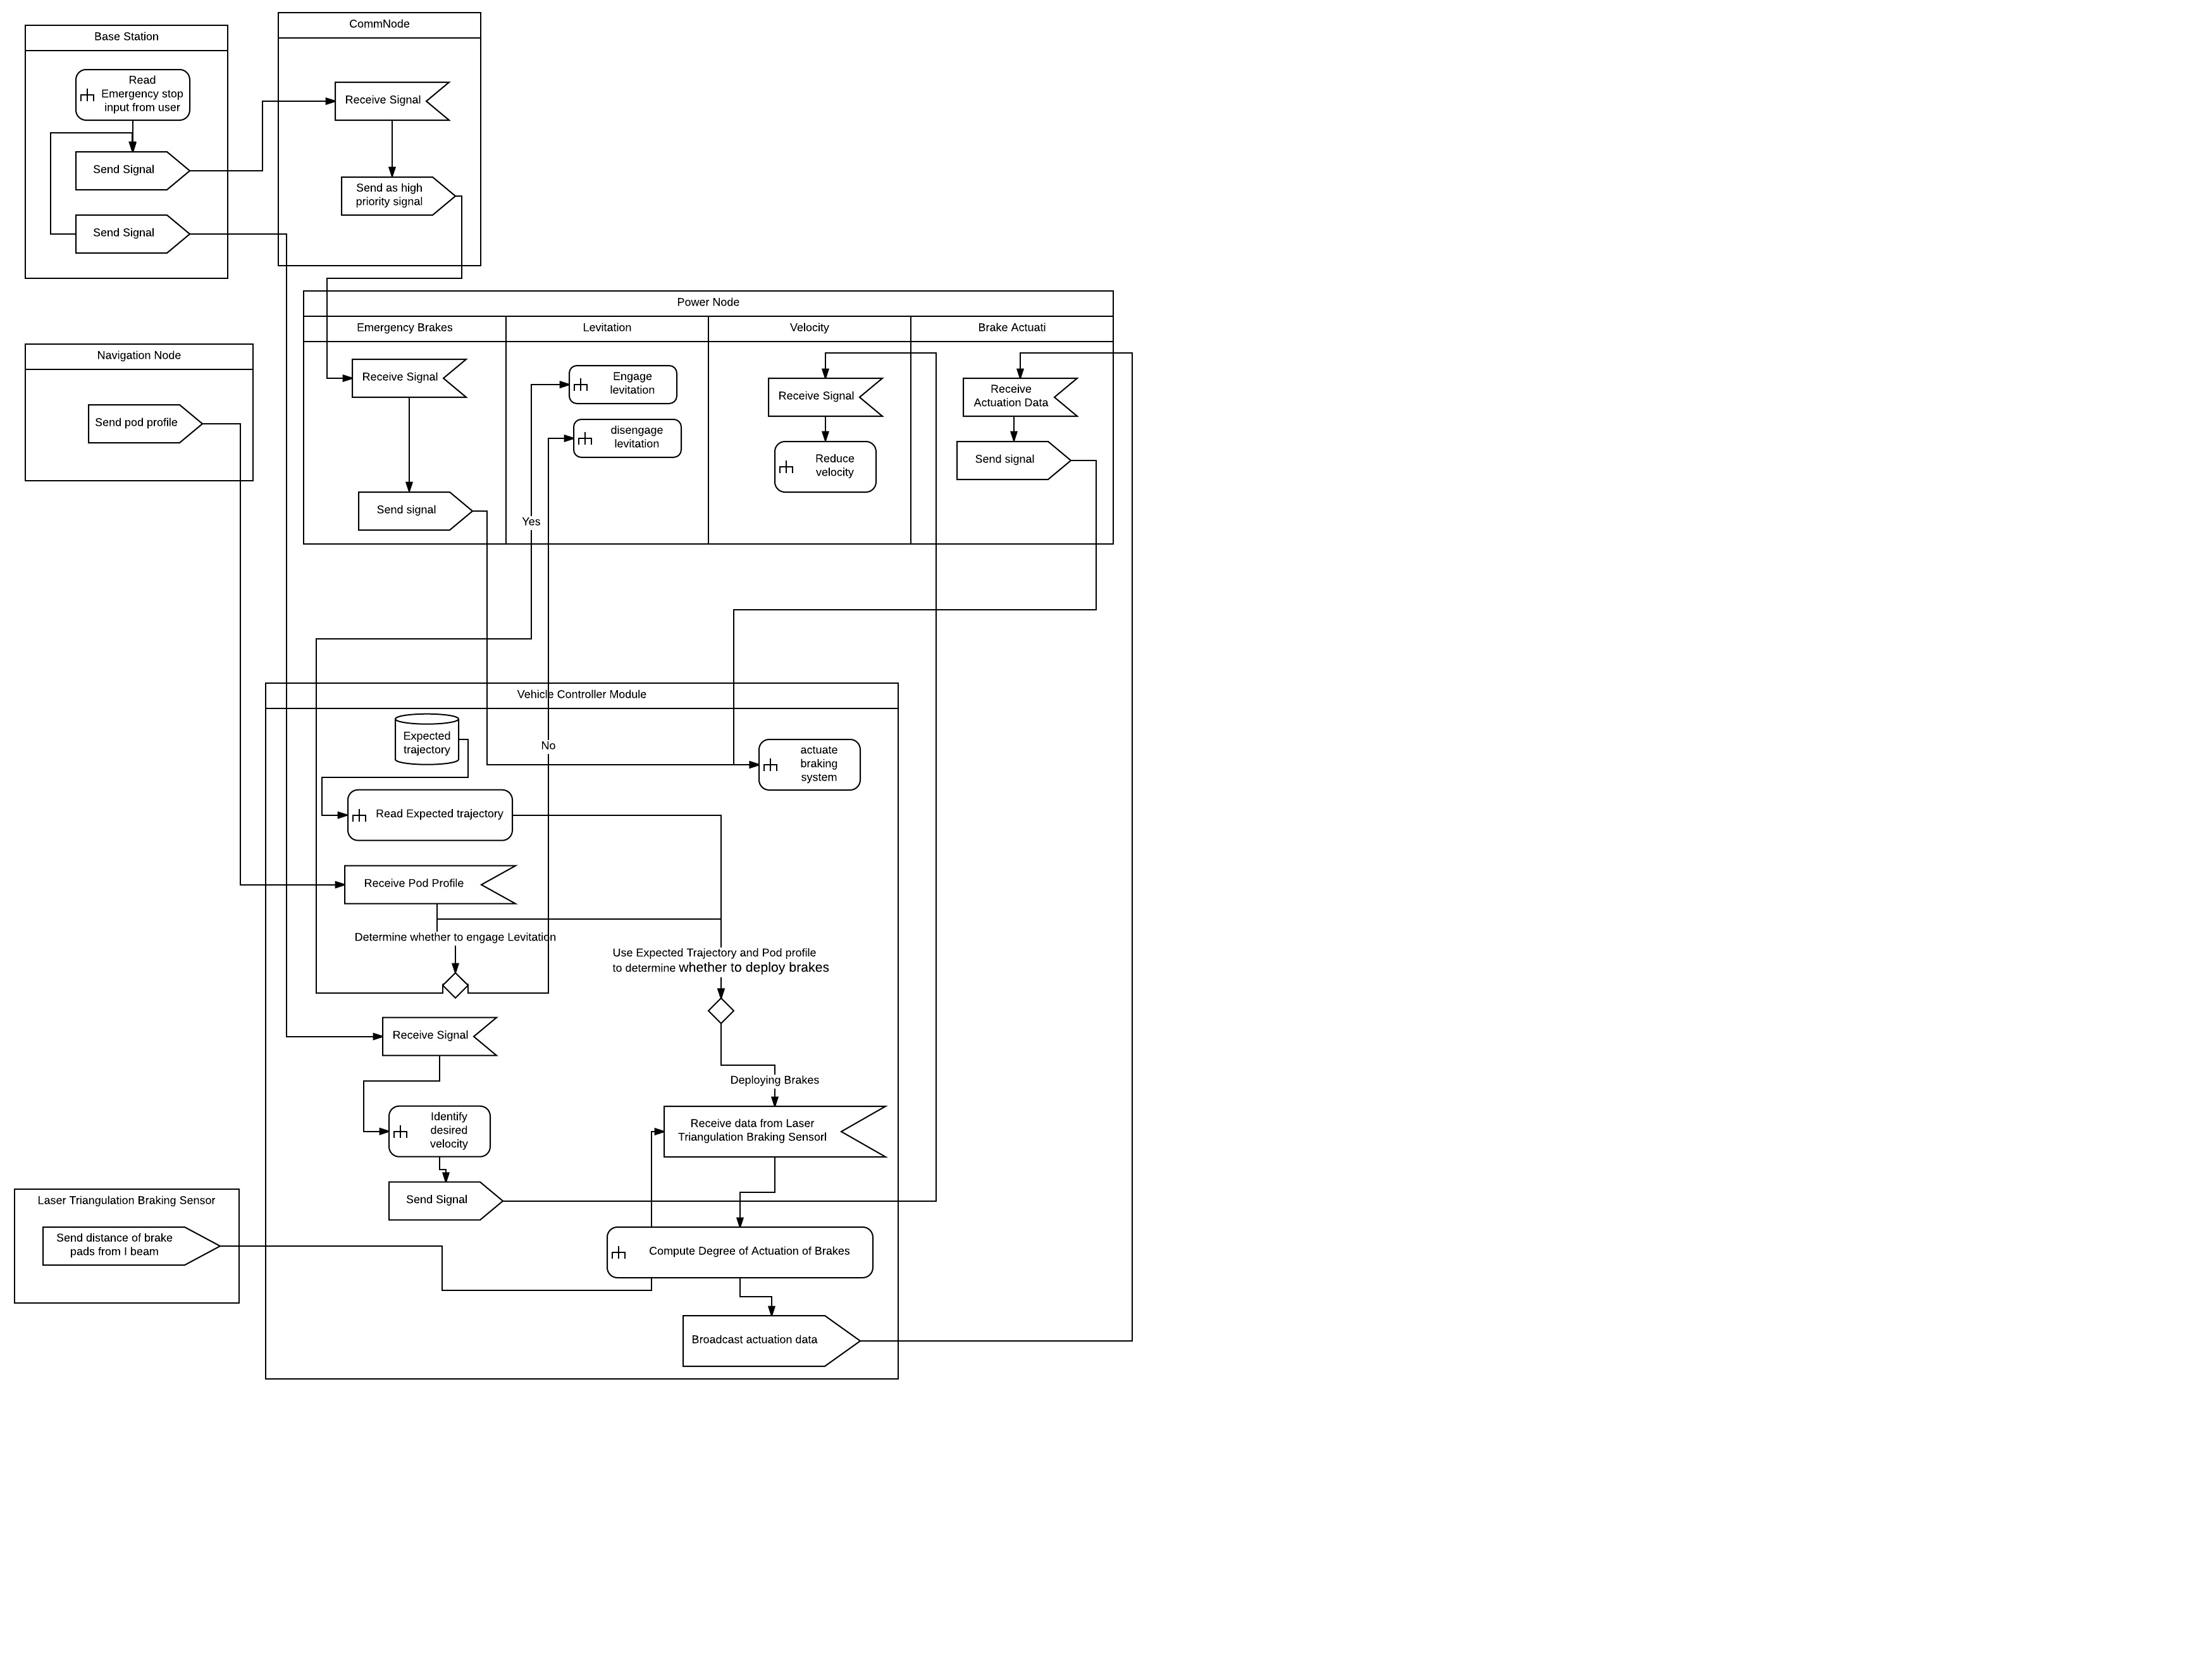 Base Station
Read
Emergency stop
input from user
Send Signal
Send Signal
CommNode
Receive Signal
Send as high
priority signal
Power Node
Emergency Brakes
Levitation
Velocity
Brake Actuati
Receive Signal
Send signal
Engage
levitation
disengage
levitation
Yes
Receive Signal
Reduce
velocity
Receive
Actuation Data
Send signal
Navigation Node
Send pod profile
Vehicle Controller Module
Expected
trajectory
No
actuate
braking
system
Read Expected trajectory
Receive Pod Profile
Determine whether to engage Levitation
Use Expected Trajectory and Pod profile
to determine whether to deploy brakes
Receive Signal
Deploying Brakes
Identify
desired
velocity
Receive data from Laser
Triangulation Braking Sensorl
Send Signal
Laser Triangulation Braking Sensor
Send distance of brake
pads from I beam
Compute Degree of Actuation of Brakes
Broadcast actuation data